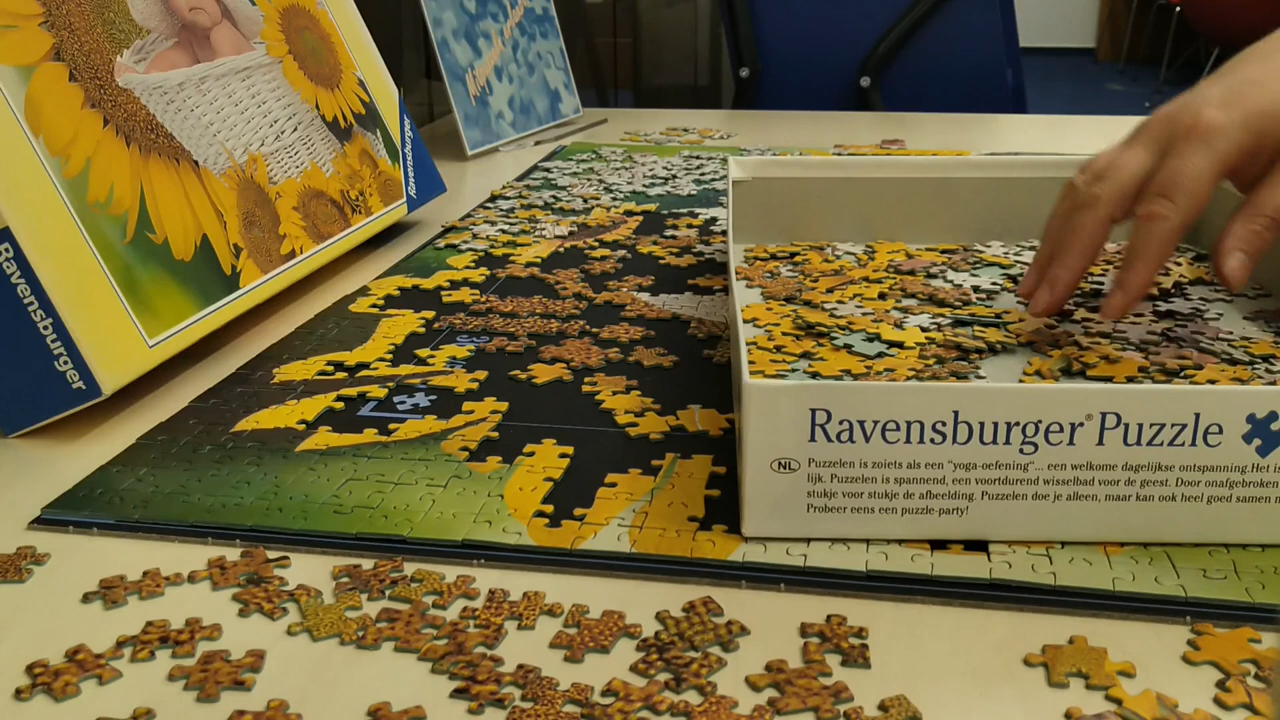 Ravensburger
Ravensburger
Ravensburger® Puzzle
NL
Puzzelen is zoiets als een "yoga-oefening"... een welkome dagelijkse ontspanning. Het is
lijk. Puzzelen is spannend, een voortdurend wisselbad voor de geest. Door onafgebroken
stukje voor stukje de afbeelding. Puzzelen doe je alleen, maar kan ook heel goed samen
Probeer eens een puzzle-party!